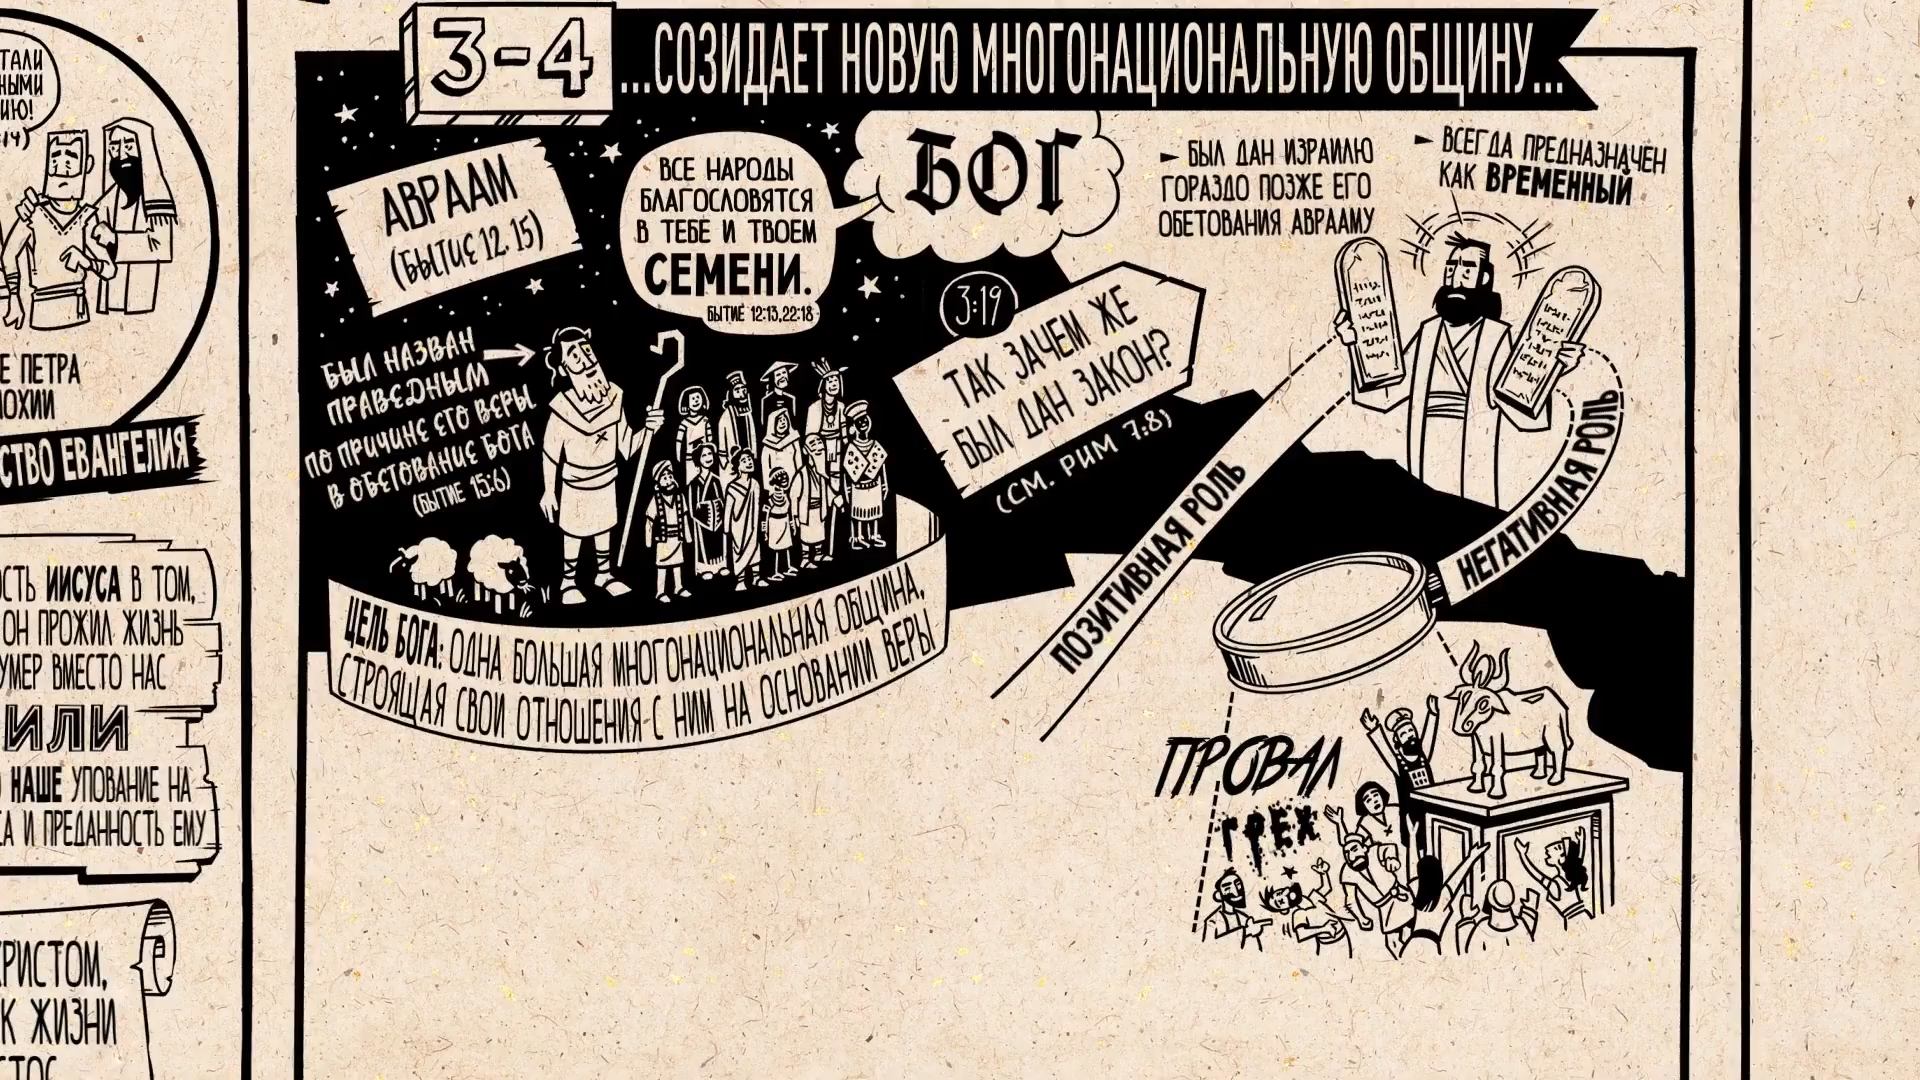 3-4
...СОЗИДАЕТ НОВУЮ МНОГОНАЦИОНАЛЬНУЮ ОБЩИНУ...
АВРААМ
(БЫТИЕ 12. 15)
ВСЕ НАРОДЫ
БЛАГОСЛОВЯТСЯ
В ТЕБЕ И ТВОЕМ
СЕМЕНИ.
БЫТИЕ 12:13,22:18
БОГ
► БЫЛ ДАН ИЗРАИЛЮ
ГОРАЗДО ПОЗЖЕ ЕГО
ОБЕТОВАНИЯ АВРААМУ
► ВСЕГДА ПРЕДНАЗНАЧЕН
КАК ВРЕМЕННЫЙ
БЫЛ НАЗВАН
ПРАВЕДНЫМ
ПО ПРИЧИНЕ ЕГО ВЕРЫ
В ОБЕТОВАНИЕ БОГА
(БЫТИЕ 15:6)
3:19
ТАК ЗАЧЕМ ЖЕ
БЫЛ ДАН ЗАКОН?
(СМ. РИМ 7:8)
ПОЗИТИВНАЯ РОЛЬ
НЕГАТИВНАЯ РОЛЬ
ЦЕЛЬ БОГА: ОДНА БОЛЬШАЯ МНОГОНАЦИОНАЛЬНАЯ ОБЩИНА,
СТРОЯЩАЯ СВОИ ОТНОШЕНИЯ С НИМ НА ОСНОВАНИИ ВЕРЫ
ПРОВАЛ
ГРЕХ
ТАЛИ
НЫМИ
ИЮ!
:14)
Е ПЕТРА
ИОХИИ
СТВО ЕВАНГЕЛИЯ
ОСТЬ ИИСУСА В ТОМ,
ОН ПРОЖИЛ ЖИЗНЬ
УМЕР ВМЕСТО НАС
ИЛИ
НАШЕ УПОВАНИЕ НА
СА И ПРЕДАННОСТЬ ЕМУ
ХРИСТОМ,
К ЖИЗНИ
СТОС